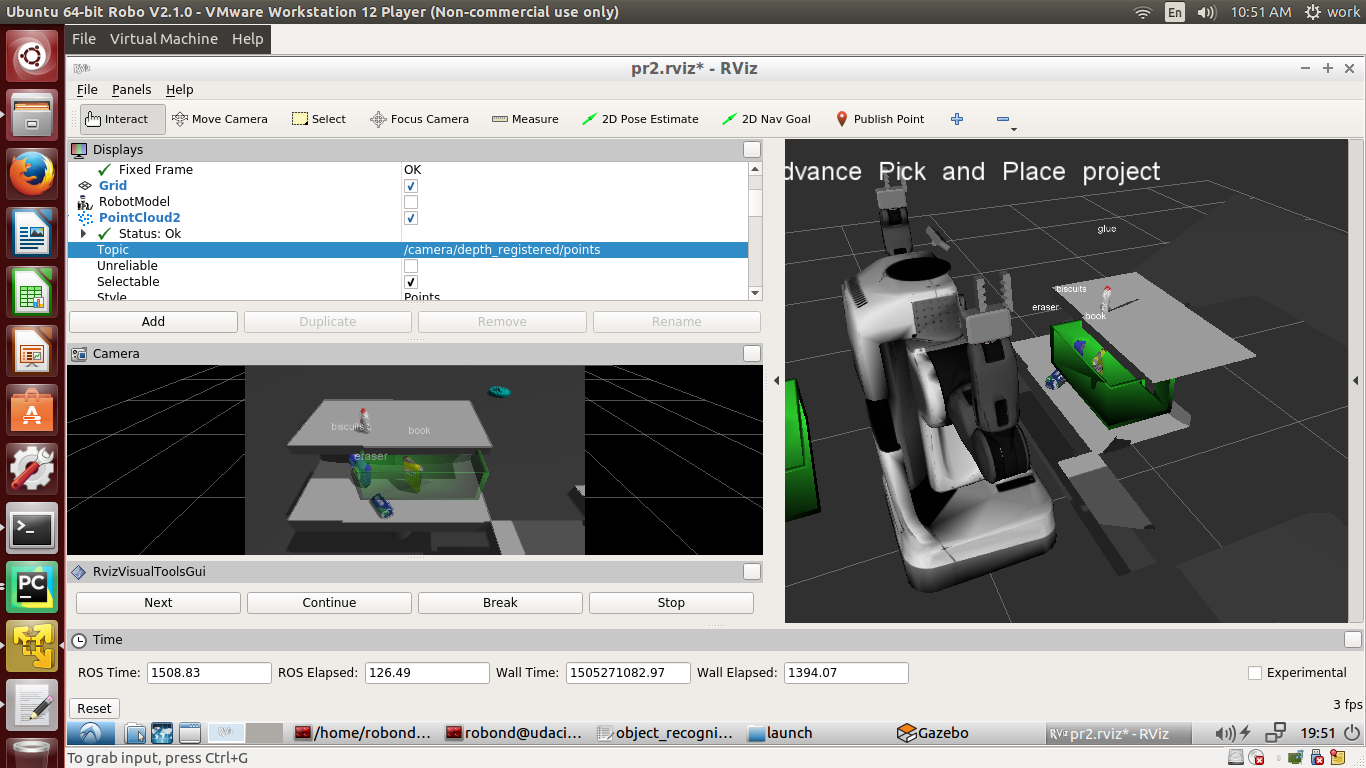 Ubuntu 64-bit Robo V2.1.0 - VMware Workstation 12 Player (Non-commercial use only) En 10:51 AM work
File Virtual Machine Help
RViz pr2.rviz* - RViz
File Panels Help
Interact Move Camera Select Focus Camera Measure 2D Pose Estimate 2D Nav Goal Publish Point
Displays
Fixed Frame OK
Grid
RobotModel
PointCloud2
Status: Ok
Topic /camera/depth_registered/points
Unreliable
Selectable
Style Points
Add Duplicate Remove Rename
Camera
biscuits book
eraser
dvance Pick and Place project
glue
biscuits
eraser
book
RvizVisualToolsGui
Next Continue Break Stop
Time
ROS Time: 1508.83 ROS Elapsed: 126.49 Wall Time: 1505271082.97 Wall Elapsed: 1394.07 Experimental
Reset 3 fps
RViz /home/robond... robond@udaci... object_recogni... launch Gazebo RViz pr2.rviz* - RViz 19:51
To grab input, press Ctrl+G
PC